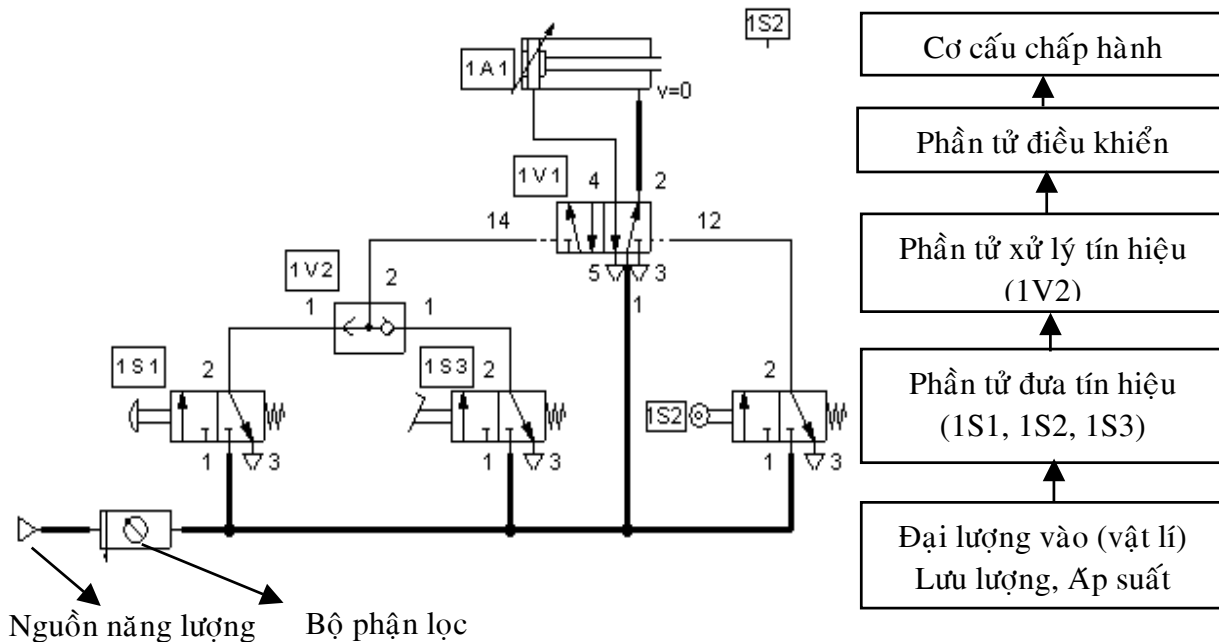 1S2
1A1
v=0
1V1
4
2
14
12
5
3
1
1V2
2
1
1
1S1
2
1
3
1S3
2
1
3
1S2
2
1
3
Nguồn năng lượng
Bộ phận lọc
Cơ cấu chấp hành
Phần tử điều khiển
Phần tử xử lý tín hiệu
(1V2)
Phần tử đưa tín hiệu
(1S1, 1S2, 1S3)
Đại lượng vào (vật lí)
Lưu lượng, Áp suất